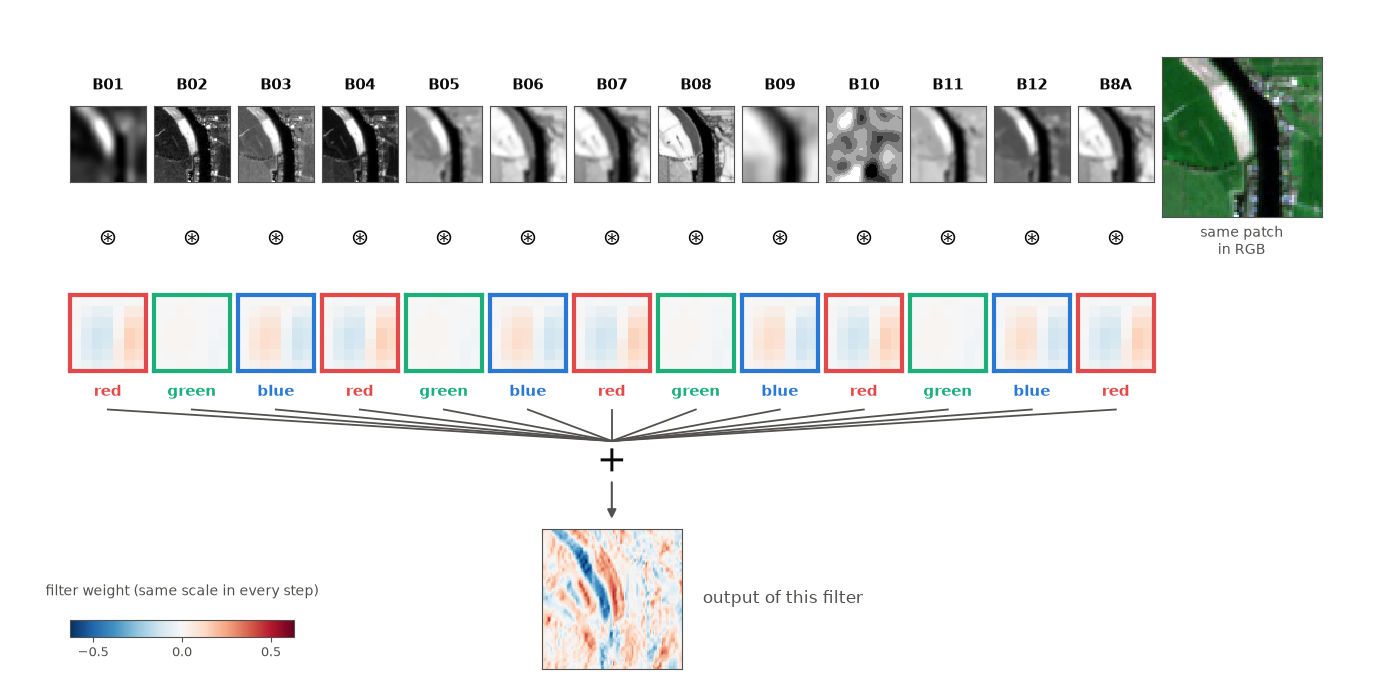 B01 B02 B03 B04 B05 B06 B07 B08 B09 B10 B11 B12 B8A
same patch
in RGB
red green blue red green blue red green blue red green blue red
+
output of this filter
filter weight (same scale in every step)
−0.5 0.0 0.5